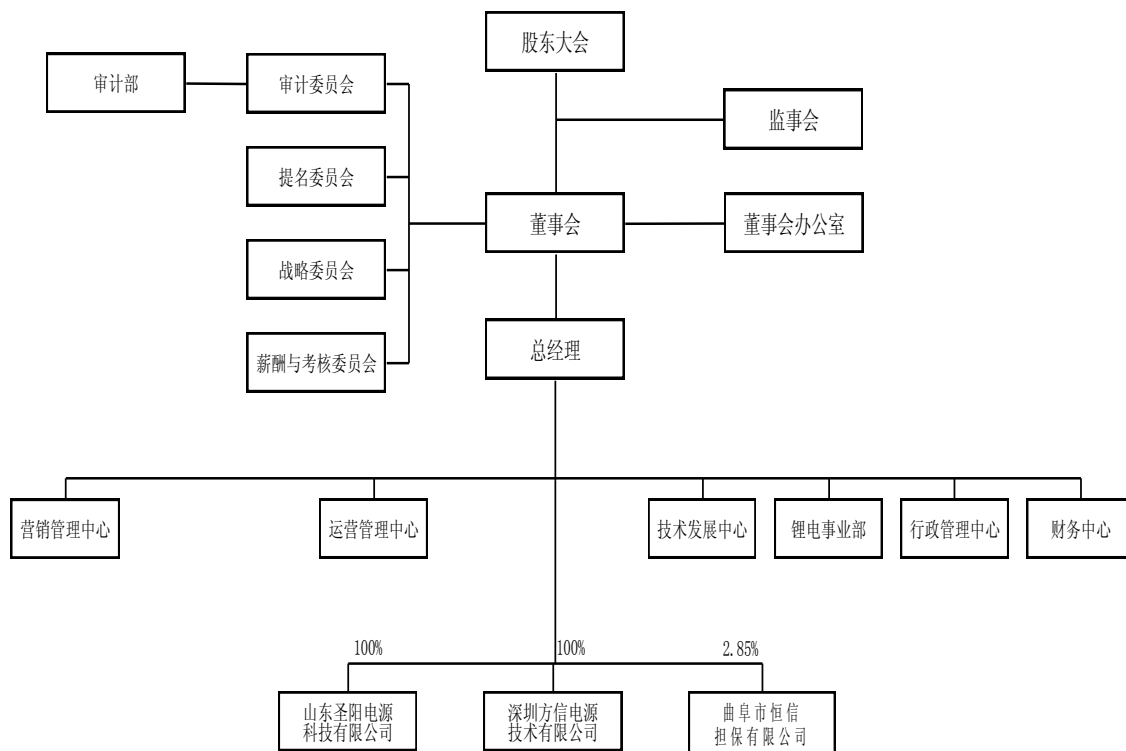 股东大会
审计部
审计委员会
监事会
提名委员会
董事会
董事会办公室
战略委员会
总经理
薪酬与考核委员会
营销管理中心
运营管理中心
技术发展中心
锂电事业部
行政管理中心
财务中心
100%
100%
2.85%
山东圣阳电源
科技有限公司
深圳方信电源
技术有限公司
曲阜市恒信
担保有限公司